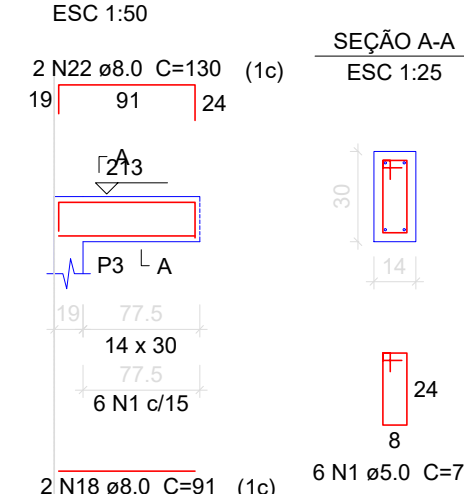 ESC 1:50
SEÇÃO A-A
ESC 1:25
2 N22 ø8.0 C=130 (1c)
19 91 24
A
213
P3 A
30
14
19 77.5
14 x 30
77.5
6 N1 c/15
24
8
2 N18 ø8.0 C=91 (1c)
6 N1 ø5.0 C=7